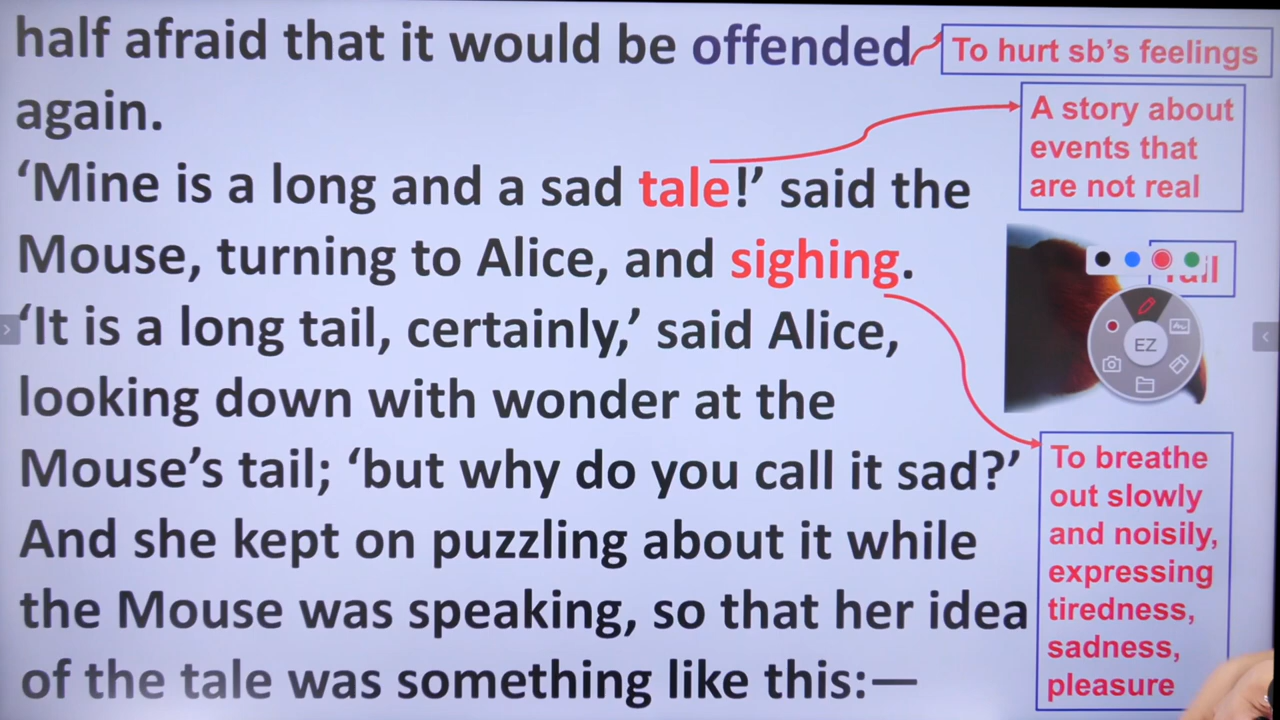 half afraid that it would be offended
To hurt sb's feelings
again.
A story about
events that
are not real
‘Mine is a long and a sad tale!’ said the
Mouse, turning to Alice, and sighing.
‘It is a long tail, certainly,’ said Alice,
EZ
looking down with wonder at the
Mouse’s tail; ‘but why do you call it sad?’
And she kept on puzzling about it while
the Mouse was speaking, so that her idea
of the tale was something like this:—
To breathe
out slowly
and noisily,
expressing
tiredness,
sadness,
pleasure